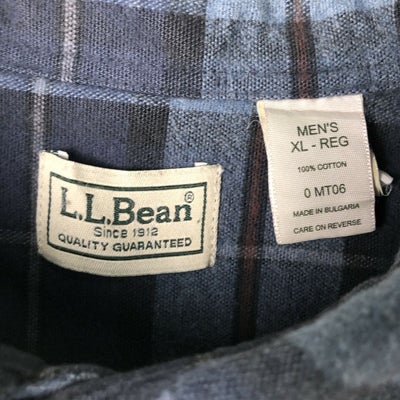 L.L.Bean®
Since 1912
QUALITY GUARANTEED
MEN'S
XL - REG
100% COTTON
0 MT06
MADE IN BULGARIA
CARE ON REVERSE